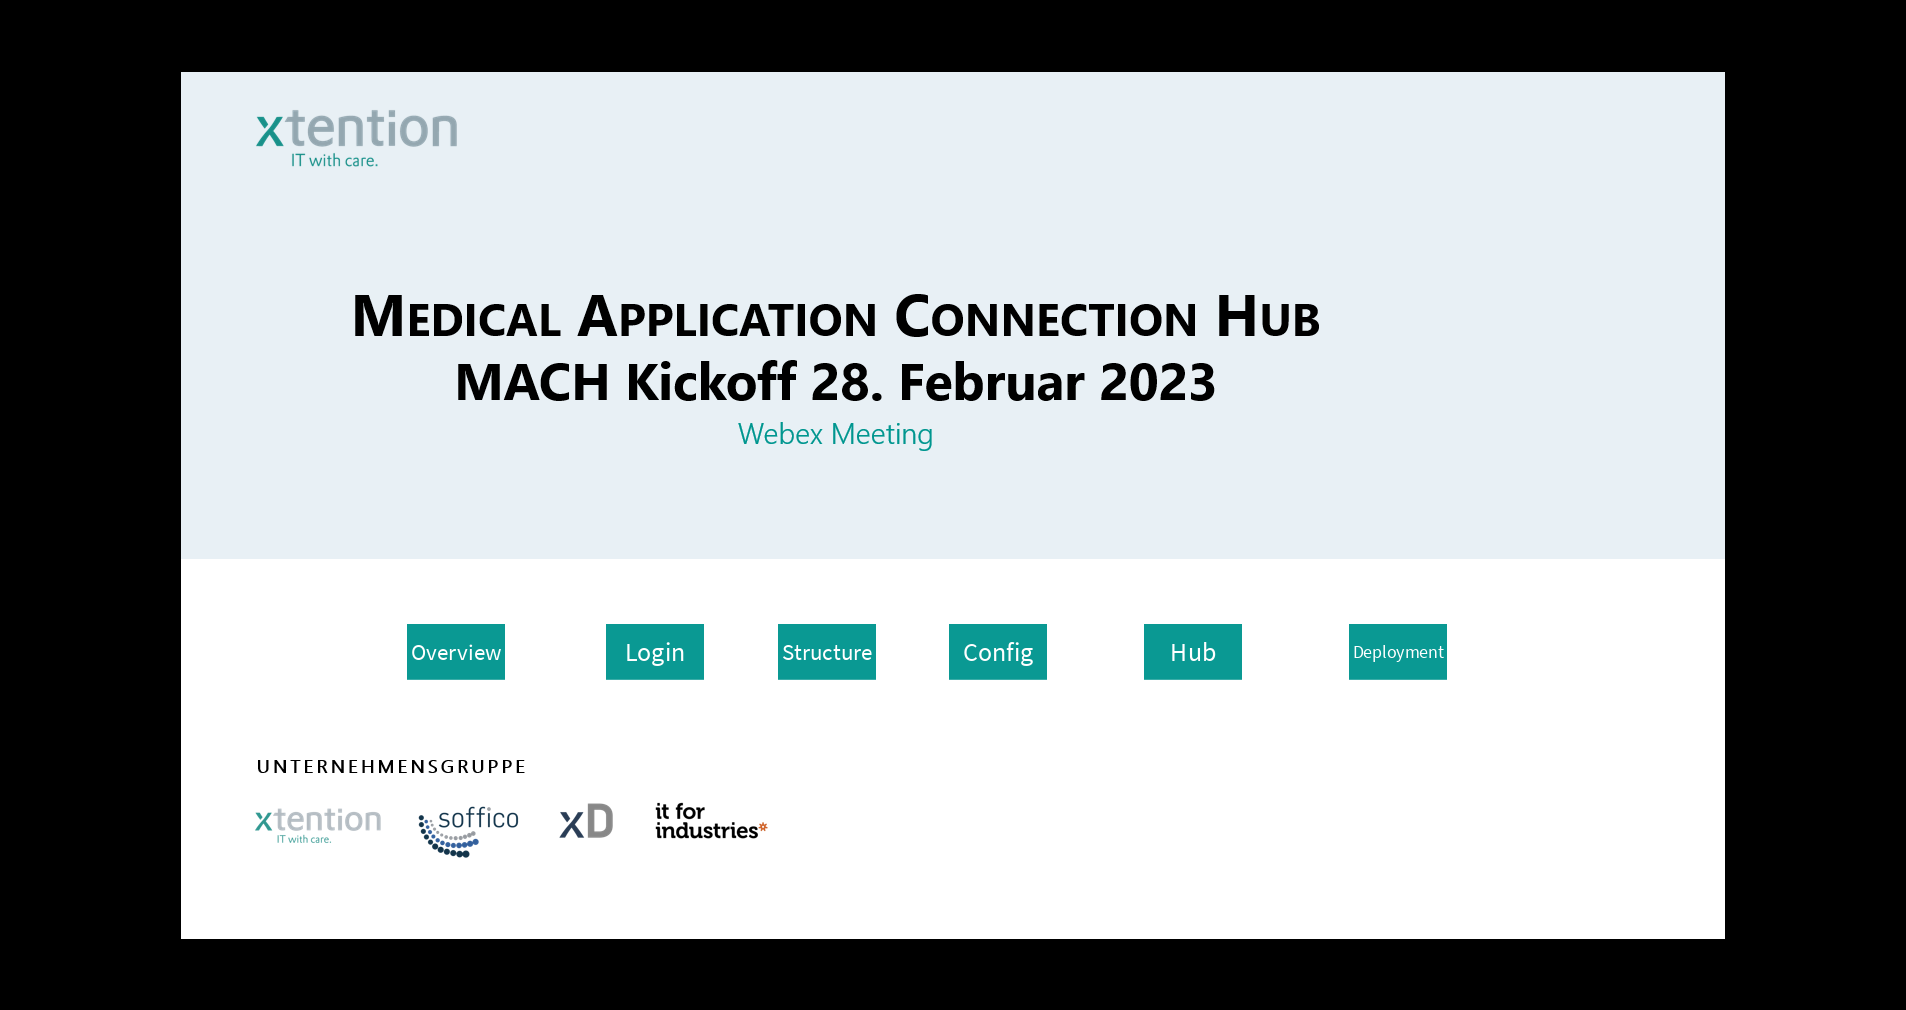 xtention
IT with care.
MEDICAL APPLICATION CONNECTION HUB
MACH Kickoff 28. Februar 2023
Webex Meeting
Overview Login Structure Config Hub Deployment
UNTERNEHMENSGRUPPE
xtention soffico xD it for
IT with care. industries*